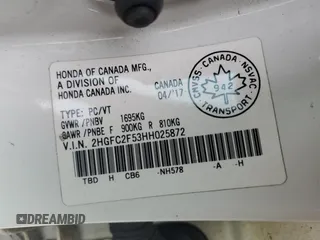 HONDA OF CANADA MFG.,
A DIVISION OF
HONDA CANADA INC.
CANADA
04/17
TYPE: PC/VT
GVWR /PNBV 1695KG
GAWR /PNBE F 900KG R 810KG
V.I.N. 2HGFC2F53HH025872
TBD H CB6 -NH578 -A -H
CMVSS·CANADA·NSVAC
942
TRANSPORT
DREAMBID